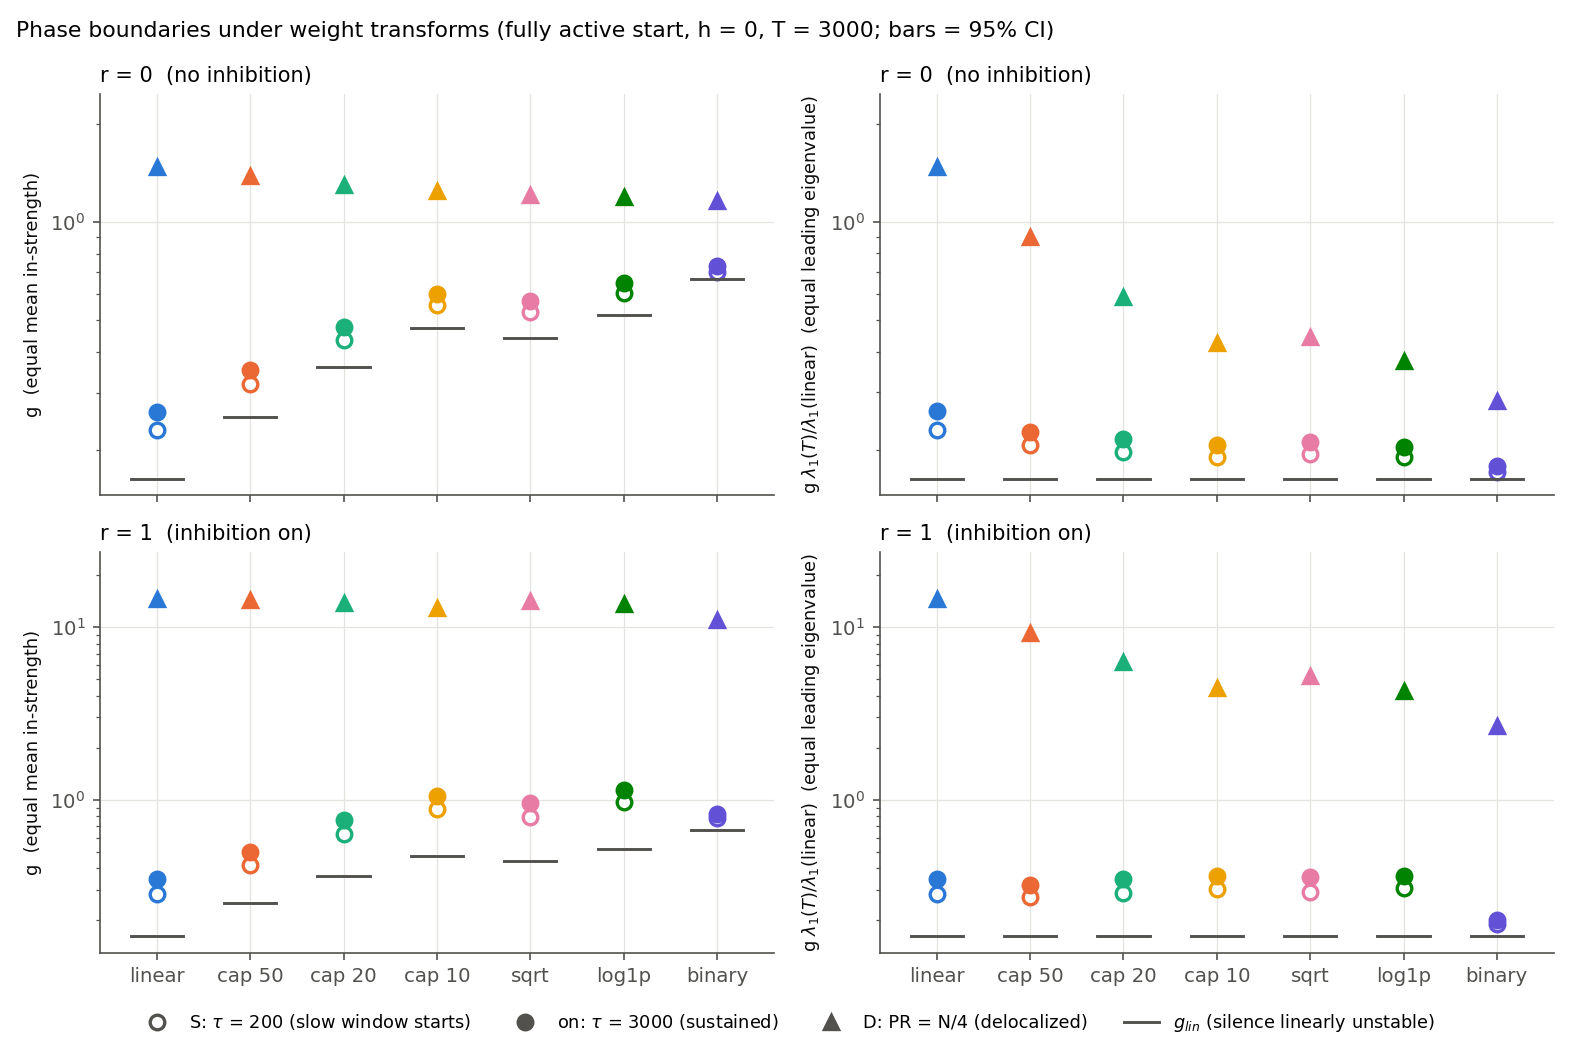 Phase boundaries under weight transforms (fully active start, h = 0, T = 3000; bars = 95% CI)
r = 0 (no inhibition)
g (equal mean in-strength)
10⁰
r = 0 (no inhibition)
g λ₁(T)/λ₁(linear) (equal leading eigenvalue)
10⁰
r = 1 (inhibition on)
g (equal mean in-strength)
10¹
10⁰
linear cap 50 cap 20 cap 10 sqrt log1p binary
r = 1 (inhibition on)
g λ₁(T)/λ₁(linear) (equal leading eigenvalue)
10¹
10⁰
linear cap 50 cap 20 cap 10 sqrt log1p binary
S: τ = 200 (slow window starts) on: τ = 3000 (sustained) D: PR = N/4 (delocalized) g_lin (silence linearly unstable)